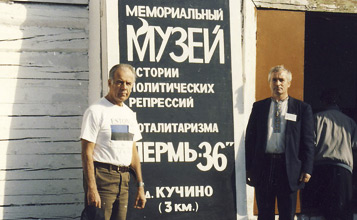 МЕМОРИАЛЬНЫЙ
МУЗЕЙ
ИСТОРИИ
ПОЛИТИЧЕСКИХ
РЕПРЕССИЙ
ТОТАЛИТАРИЗМА
ПЕРМЬ-36"
Д. КУЧИНО
(3 КМ.)